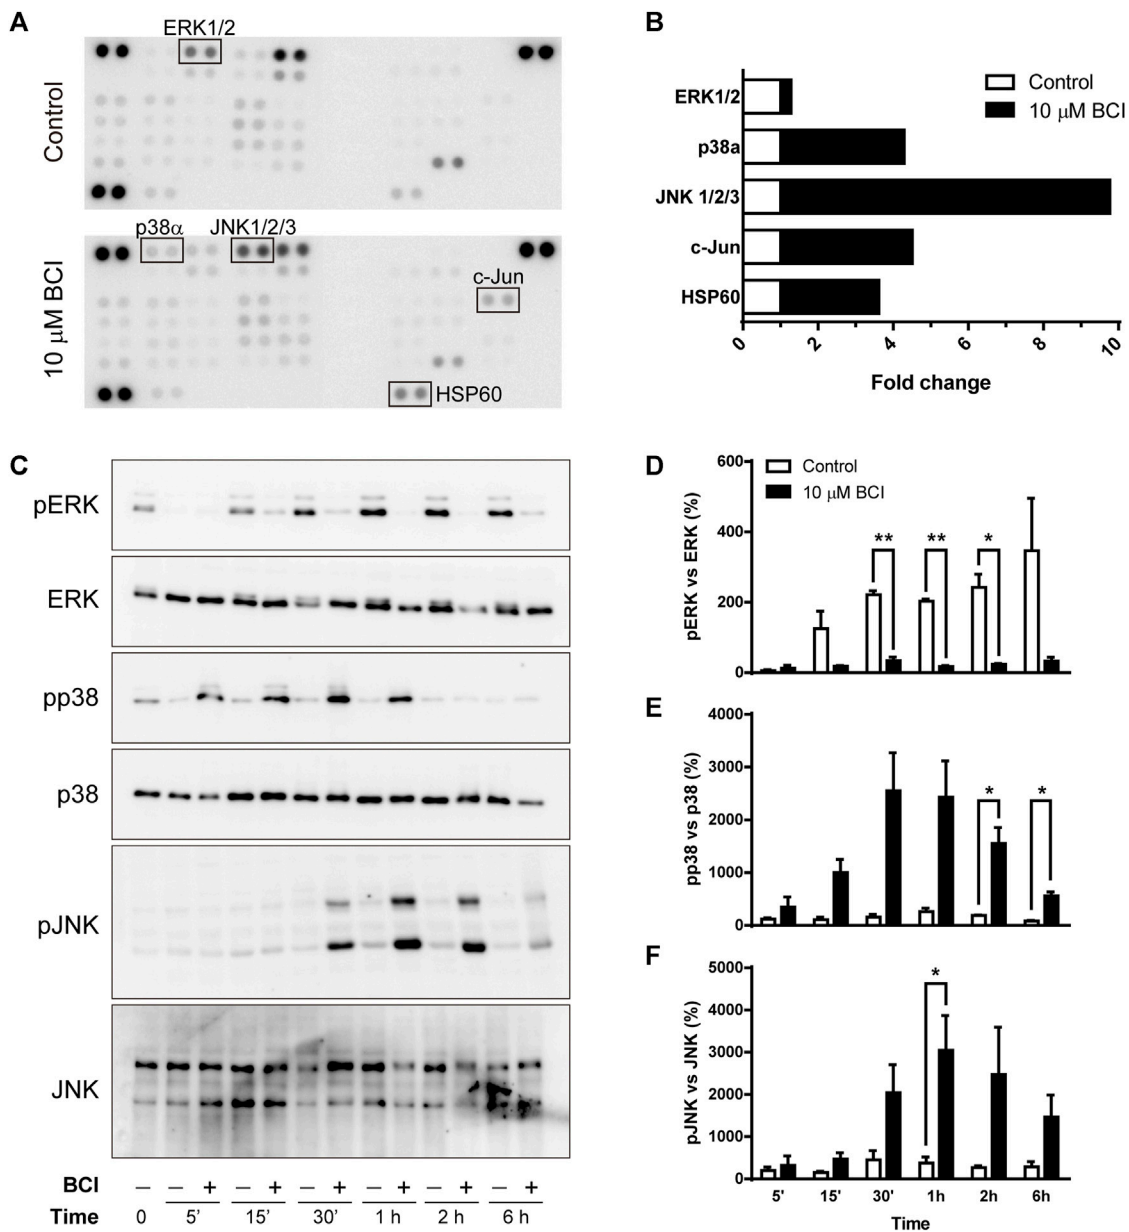 A
ERK1/2
Control
p38α JNK1/2/3
c-Jun
HSP60
10 μM BCI
B
Control
10 μM BCI
ERK1/2
p38a
JNK 1/2/3
c-Jun
HSP60
0 2 4 6 8 10
Fold change
C
pERK
ERK
pp38
p38
pJNK
JNK
BCI – – + – + – + – + – + – +
Time 0 5' 15' 30' 1 h 2 h 6 h
D
Control
10 μM BCI
pERK vs ERK (%)
600
400
200
0
** ** *
E
pp38 vs p38 (%)
4000
3000
2000
1000
0
* *
F
pJNK vs JNK (%)
5000
4000
3000
2000
1000
0
*
5' 15' 30' 1h 2h 6h
Time